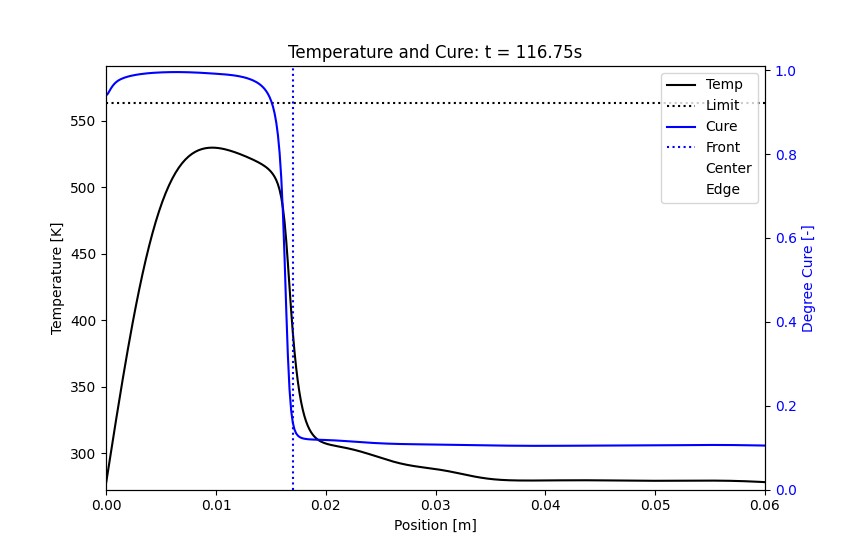 Temperature and Cure: t = 116.75s
Temp
Limit
Cure
Front
Center
Edge
Temperature [K]
550
500
450
400
350
300
Degree Cure [-]
1.0
0.8
0.6
0.4
0.2
0.0
0.00 0.01 0.02 0.03 0.04 0.05 0.06
Position [m]